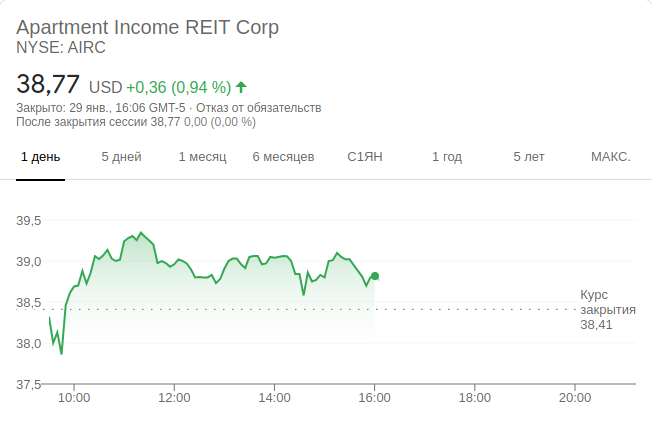 Apartment Income REIT Corp
NYSE: AIRC
38,77 USD +0,36 (0,94 %)
Закрыто: 29 янв., 16:06 GMT-5 · Отказ от обязательств
После закрытия сессии 38,77 0,00 (0,00 %)
1 день 5 дней 1 месяц 6 месяцев С1ЯН 1 год 5 лет МАКС.
39,5
39,0
38,5
38,0
37,5
Курс
закрытия
38,41
10:00 12:00 14:00 16:00 18:00 20:00